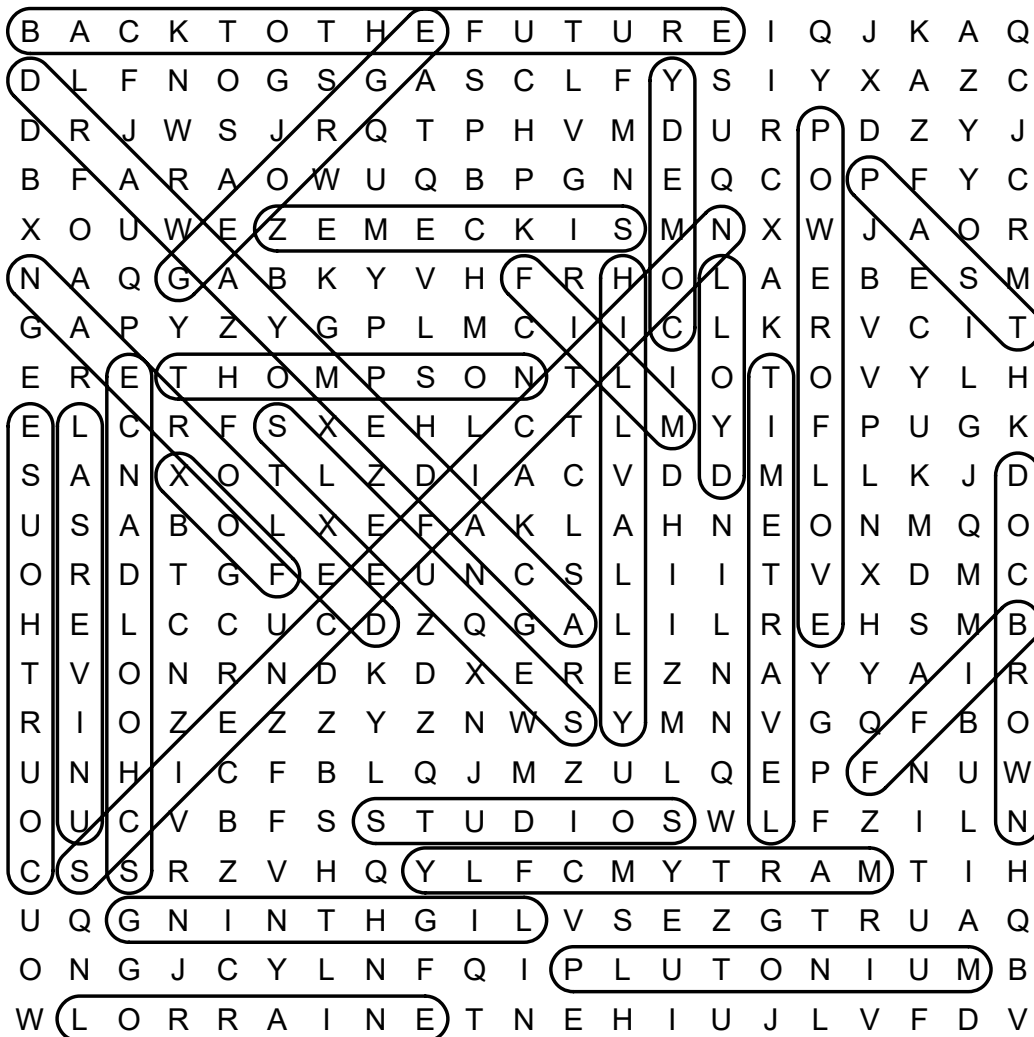 B A C K T O T H E F U T U R E I Q J K A Q
D L F N O G S G A S C L F Y S I Y X A Z C
D R J W S J R Q T P H V M D U R P D Z Y J
B F A R A O W U Q B P G N E Q C O P F Y C
X O U W E Z E M E C K I S M N X W J A O R
N A Q G A B K Y V H F R H O L A E B E S M
G A P Y Z Y G P L M C I I C L K R V C I T
E R E T H O M P S O N T L I O T O V Y L H
E L C R F S X E H L C T L M Y I F P U G K
S A N X O T L Z D I A C V D D M L L K J D
U S A B O L X E F A K L A H N E O N M Q O
O R D T G F E E U N C S L I I T V X D M C
H E L C C U C D Z Q G A L I L R E H S M B
T V O N R N D K D X E R E Z N A Y Y A I R
R I O Z E Z Z Y Z N W S Y M N V G Q F B O
U N H I C F B L Q J M Z U L Q E P F N U W
O U C V B F S S T U D I O S W L F Z I L N
C S S R Z V H Q Y L F C M Y T R A M T I H
U Q G N I N T H G I L V S E Z G T R U A Q
O N G J C Y L N F Q I P L U T O N I U M B
W L O R R A I N E T N E H I U J L V F D V